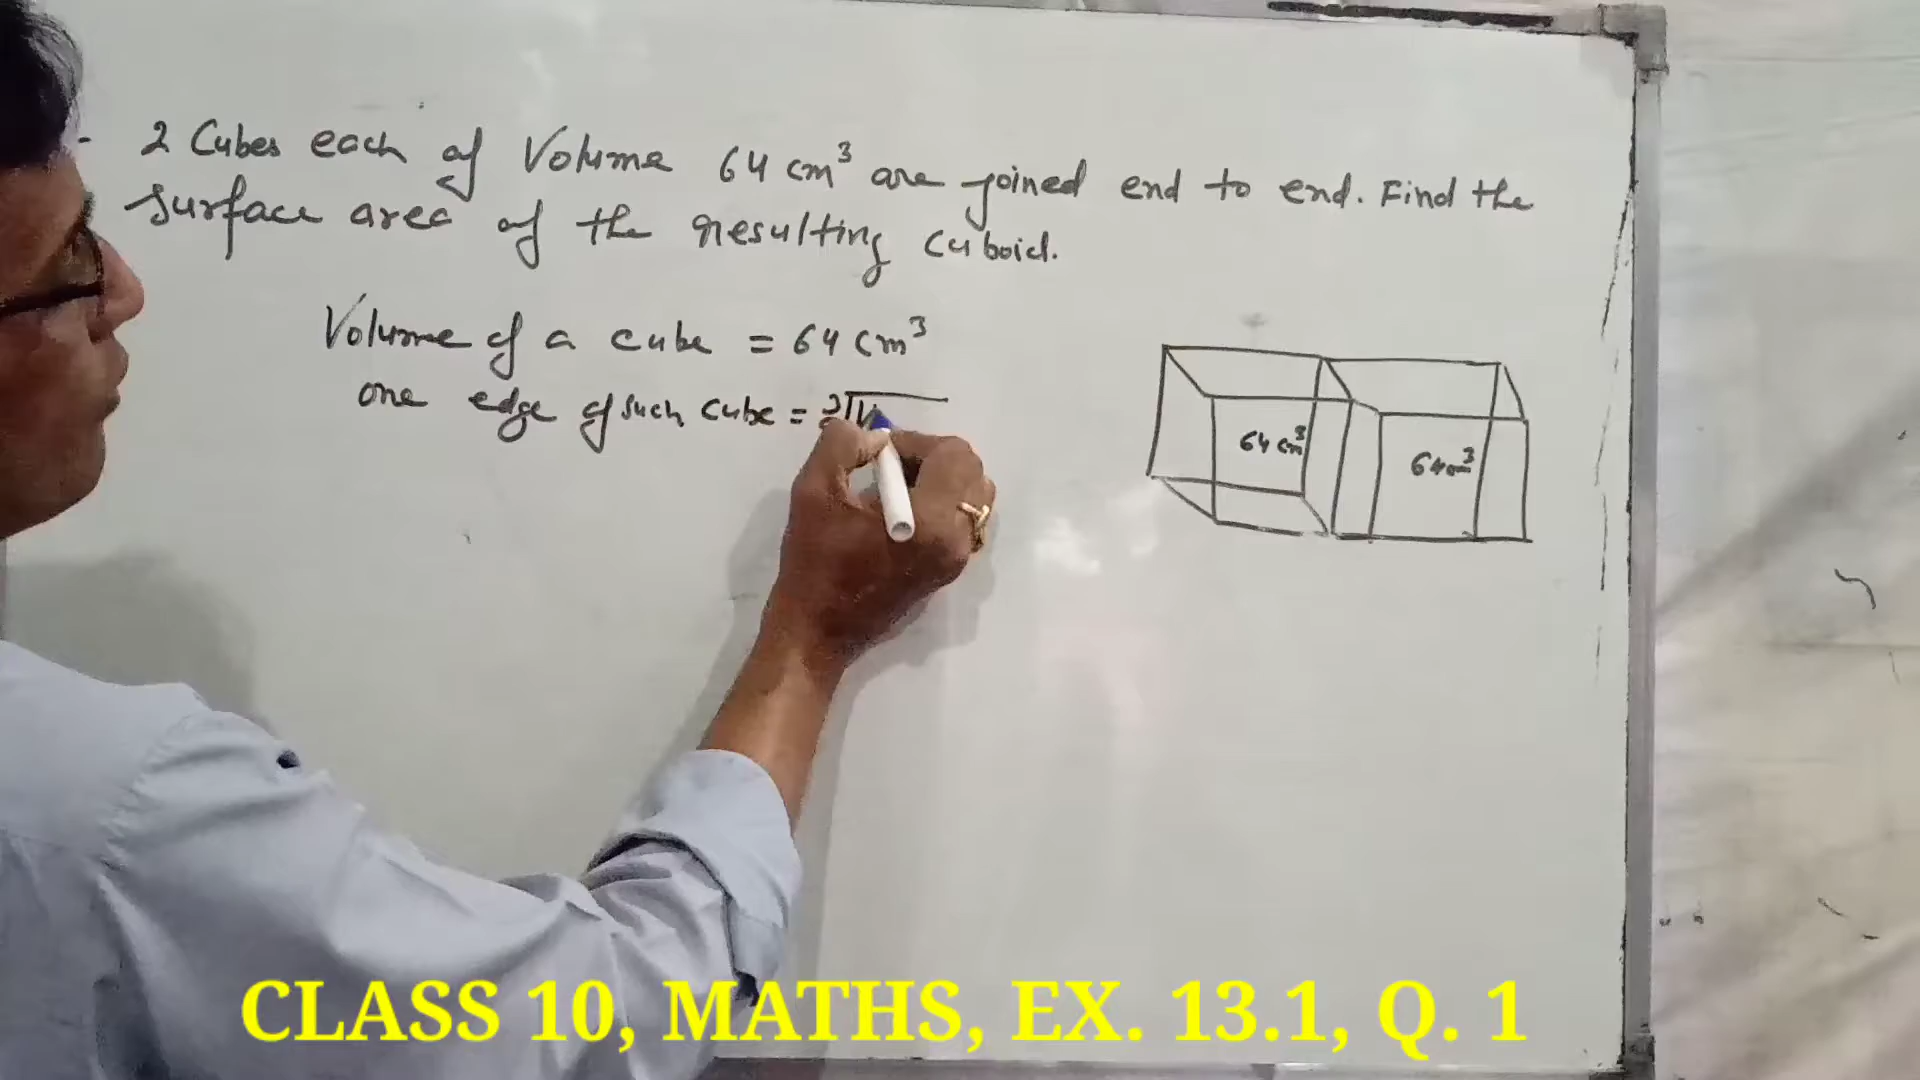 2 Cubes each of Volume 64 cm³ are joined end to end. Find the
surface area of the resulting cuboid.
Volume of a cube = 64 cm³
one edge of such cube = ∛V
64 cm³
64 cm³
CLASS 10, MATHS, EX. 13.1, Q. 1